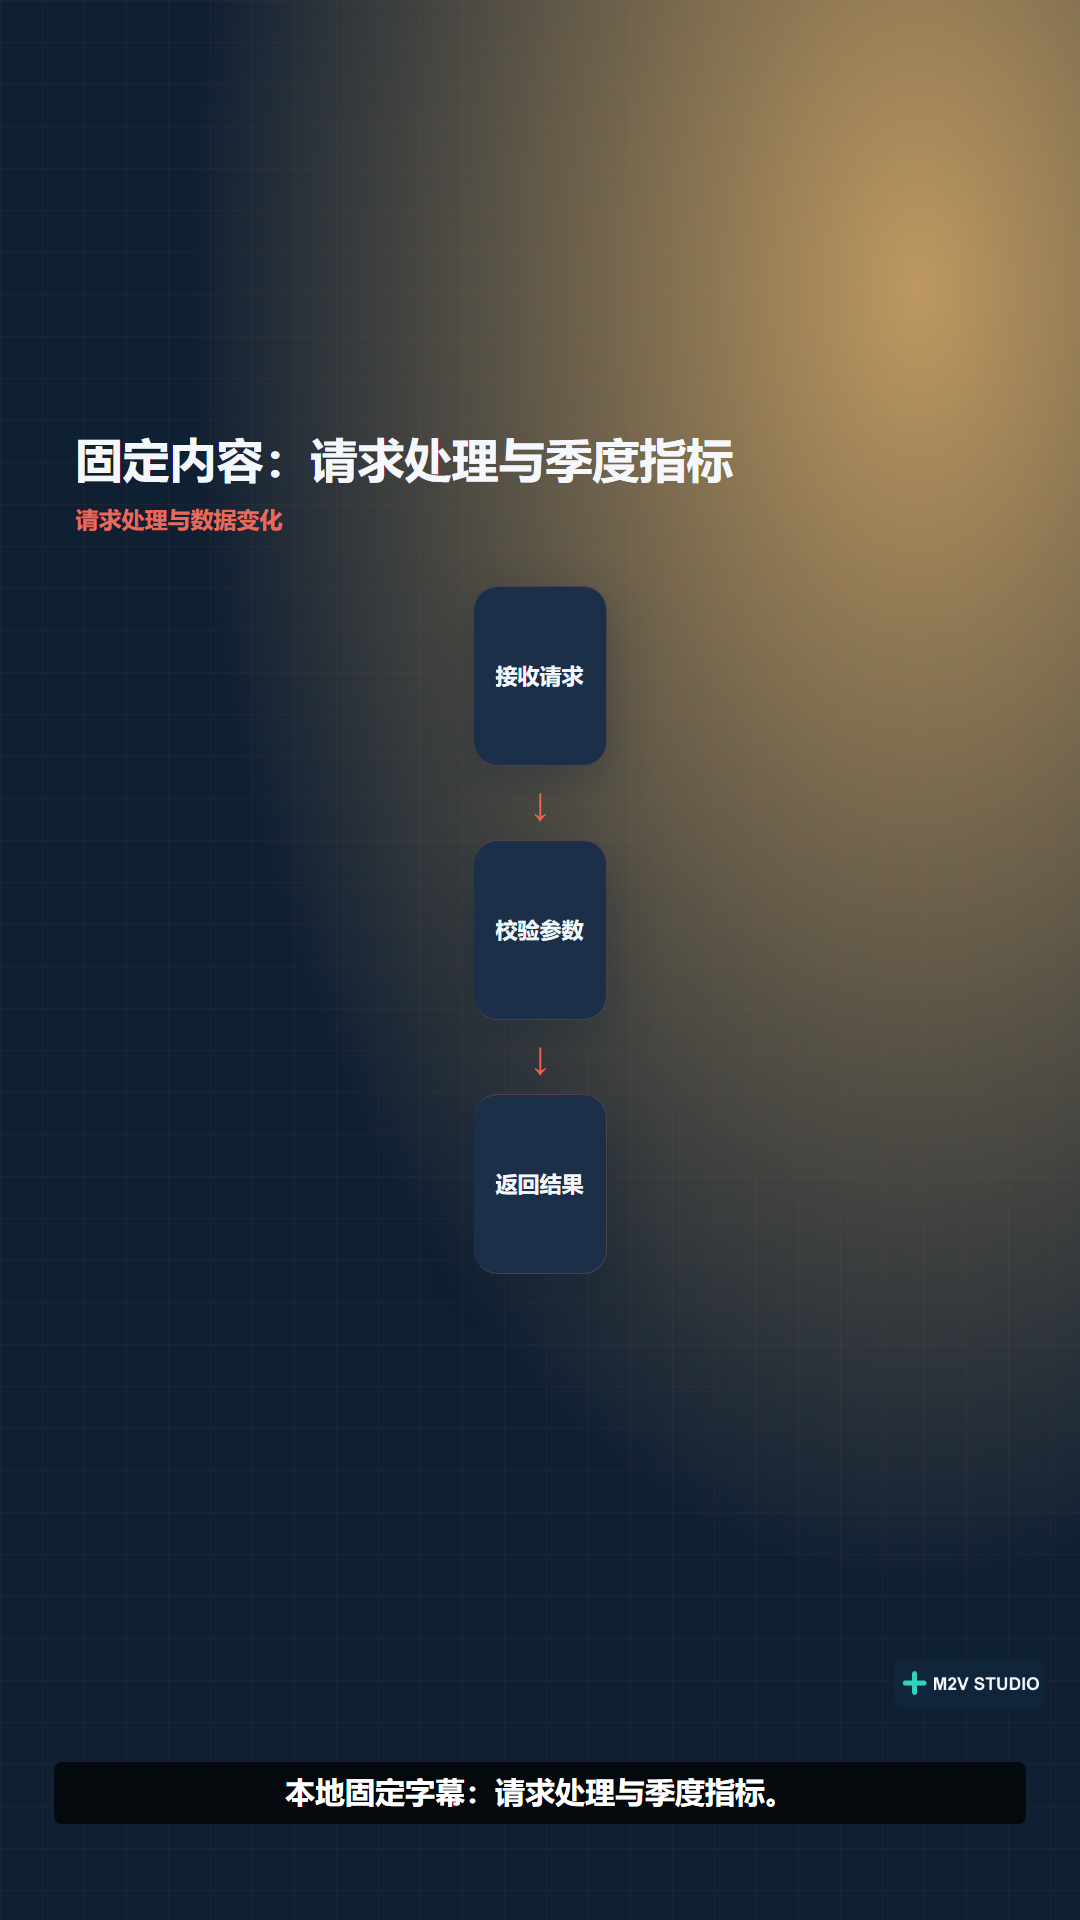 固定内容：请求处理与季度指标
请求处理与数据变化
接收请求
↓
校验参数
↓
返回结果
M2V STUDIO
本地固定字幕：请求处理与季度指标。